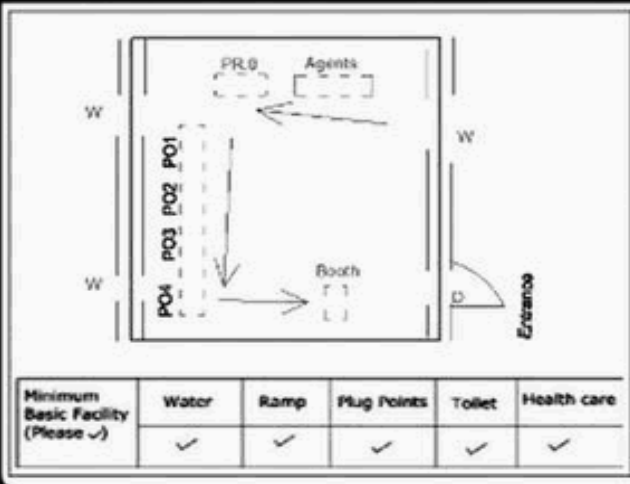 PR.0 Agents
W
W
PO1
PO2
PO3
PO4
W
Booth
D
Entrance
Minimum Basic Facility (Please ✓)
Water
Ramp
Plug Points
Toilet
Health care
✓ ✓ ✓ ✓ ✓